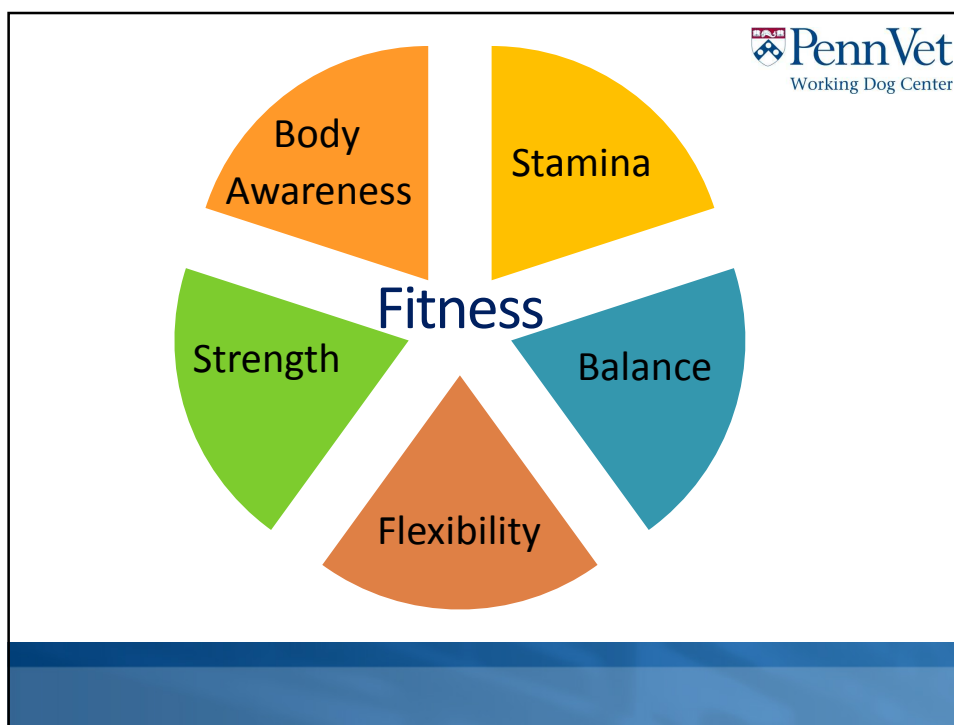 PennVet
Working Dog Center
Body
Awareness
Stamina
Fitness
Strength
Balance
Flexibility